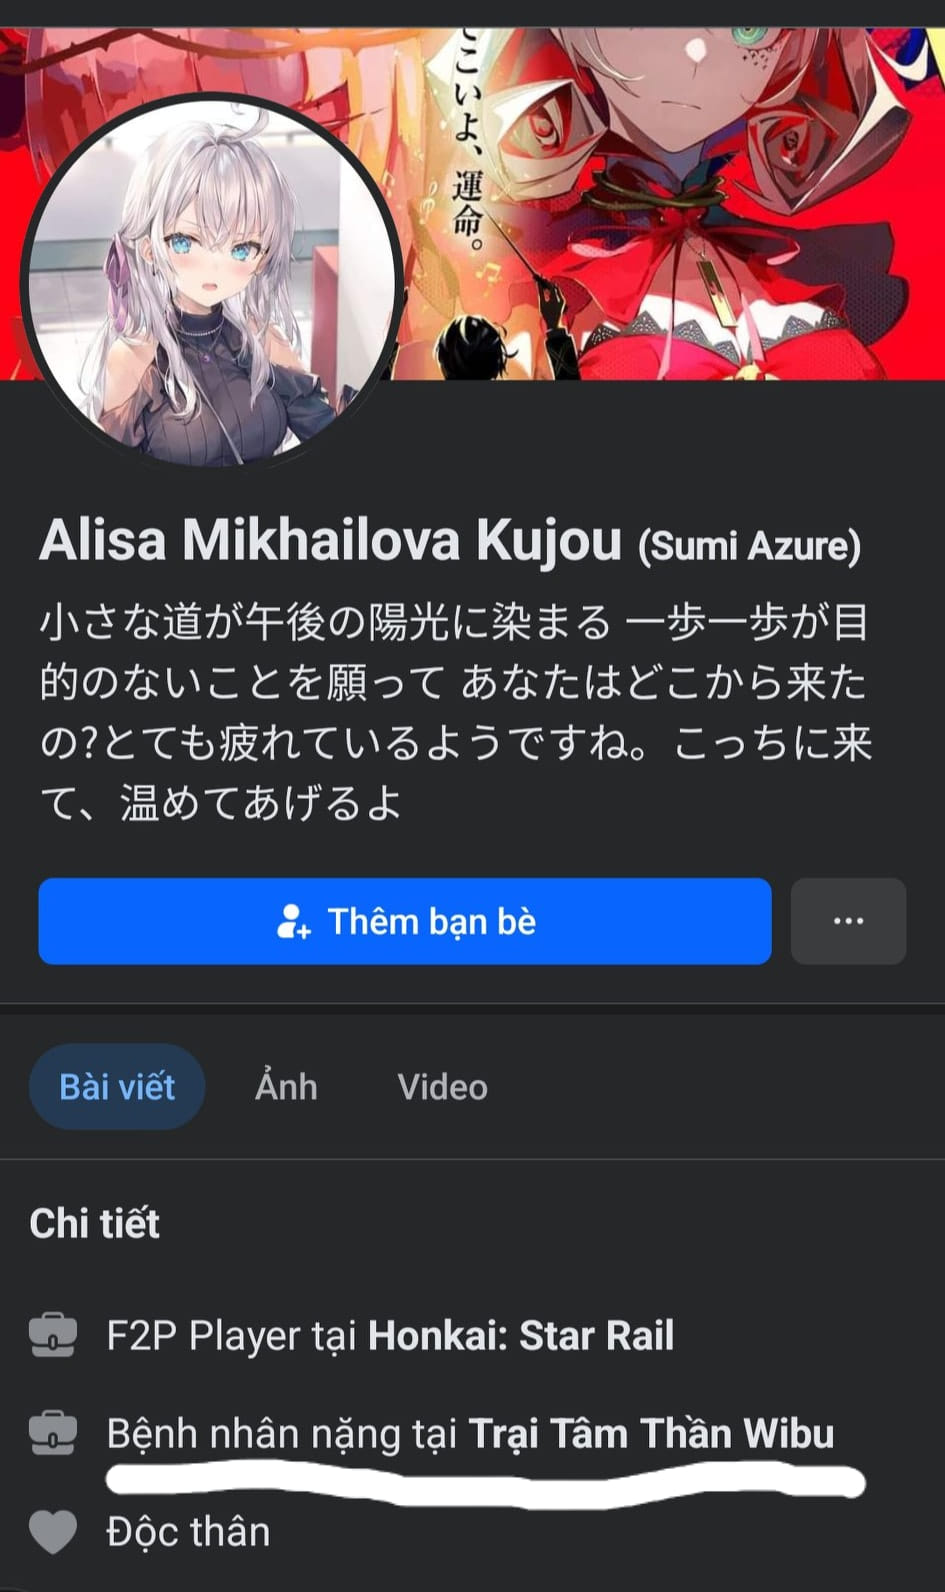 てこいよ、運命。
Alisa Mikhailova Kujou (Sumi Azure)
小さな道が午後の陽光に染まる 一歩一歩が目
的のないことを願って あなたはどこから来た
の?とても疲れているようですね。こっちに来
て、温めてあげるよ
Thêm bạn bè
Bài viết
Ảnh
Video
Chi tiết
F2P Player tại Honkai: Star Rail
Bệnh nhân nặng tại Trại Tâm Thần Wibu
Độc thân